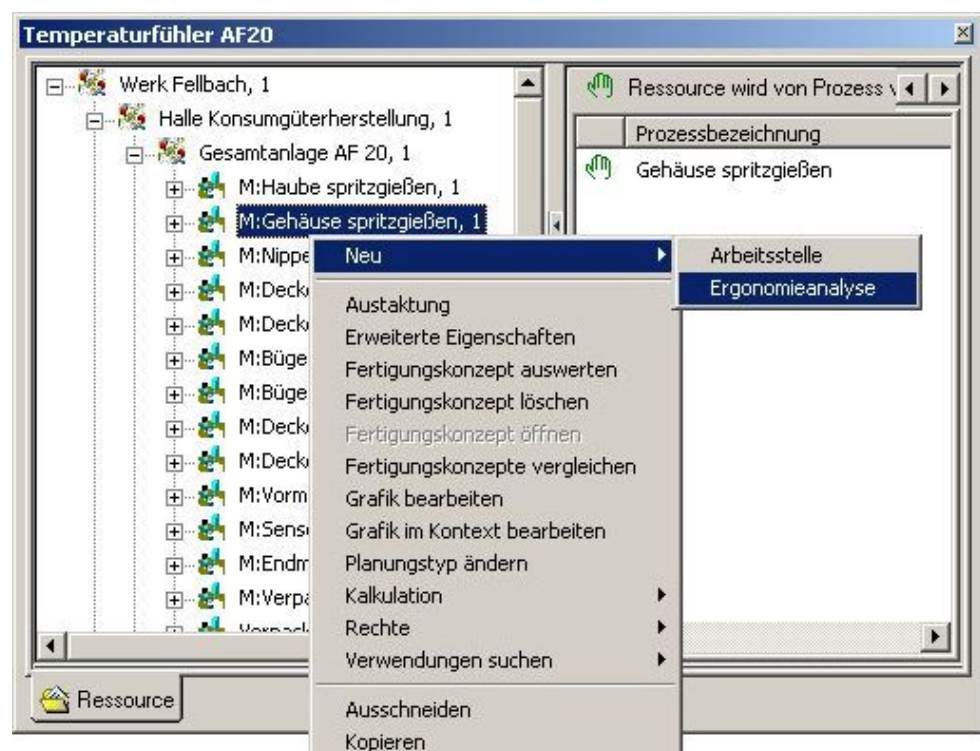 Temperaturfühler AF20
Werk Fellbach, 1
Halle Konsumgüterherstellung, 1
Gesamtanlage AF 20, 1
M:Haube spritzgießen, 1
M:Gehäuse spritzgießen, 1
M:Nippe
M:Deck
M:Deck
M:Büge
M:Büge
M:Deck
M:Deck
M:Vorm
M:Sens
M:Endm
M:Verpa
Verpack
Ressource wird von Prozess v
Prozessbezeichnung
Gehäuse spritzgießen
Neu
Austaktung
Erweiterte Eigenschaften
Fertigungskonzept auswerten
Fertigungskonzept löschen
Fertigungskonzept öffnen
Fertigungskonzepte vergleichen
Grafik bearbeiten
Grafik im Kontext bearbeiten
Planungstyp ändern
Kalkulation
Rechte
Verwendungen suchen
Ausschneiden
Kopieren
Arbeitsstelle
Ergonomieanalyse
Ressource